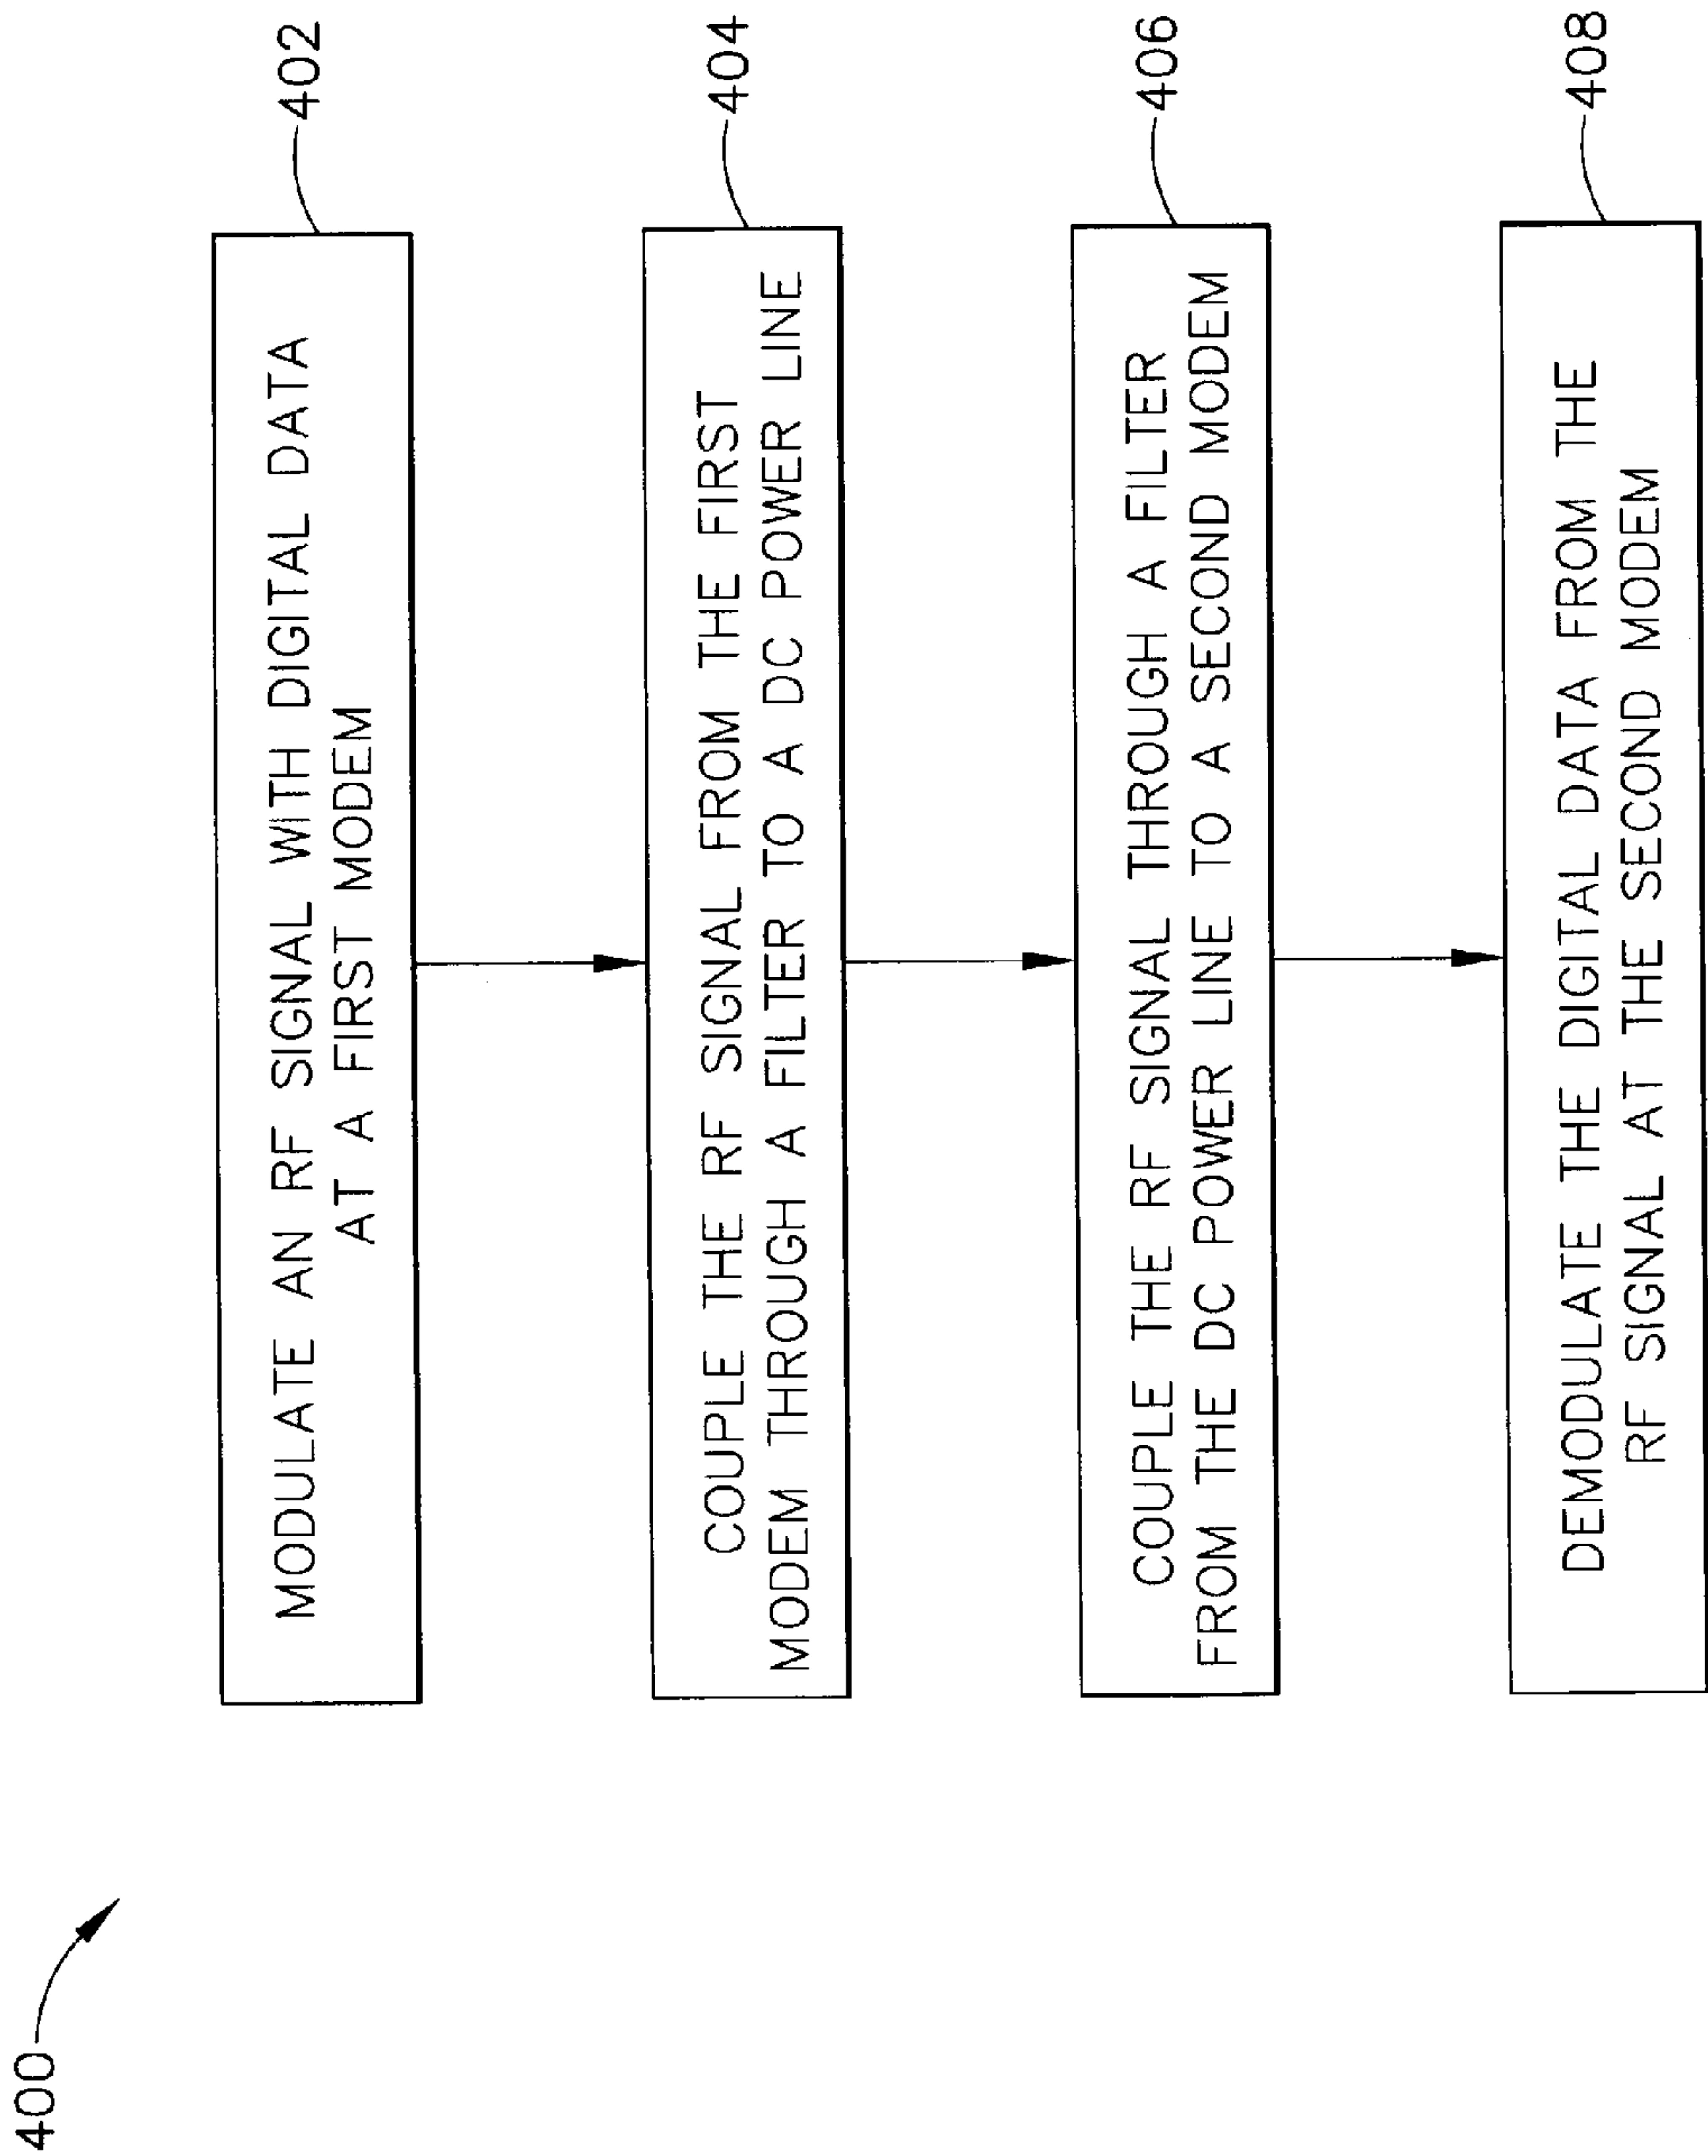 400
MODULATE AN RF SIGNAL WITH DIGITAL DATA
AT A FIRST MODEM
402
COUPLE THE RF SIGNAL FROM THE FIRST
MODEM THROUGH A FILTER TO A DC POWER LINE
404
COUPLE THE RF SIGNAL THROUGH A FILTER
FROM THE DC POWER LINE TO A SECOND MODEM
406
DEMODULATE THE DIGITAL DATA FROM THE
RF SIGNAL AT THE SECOND MODEM
408